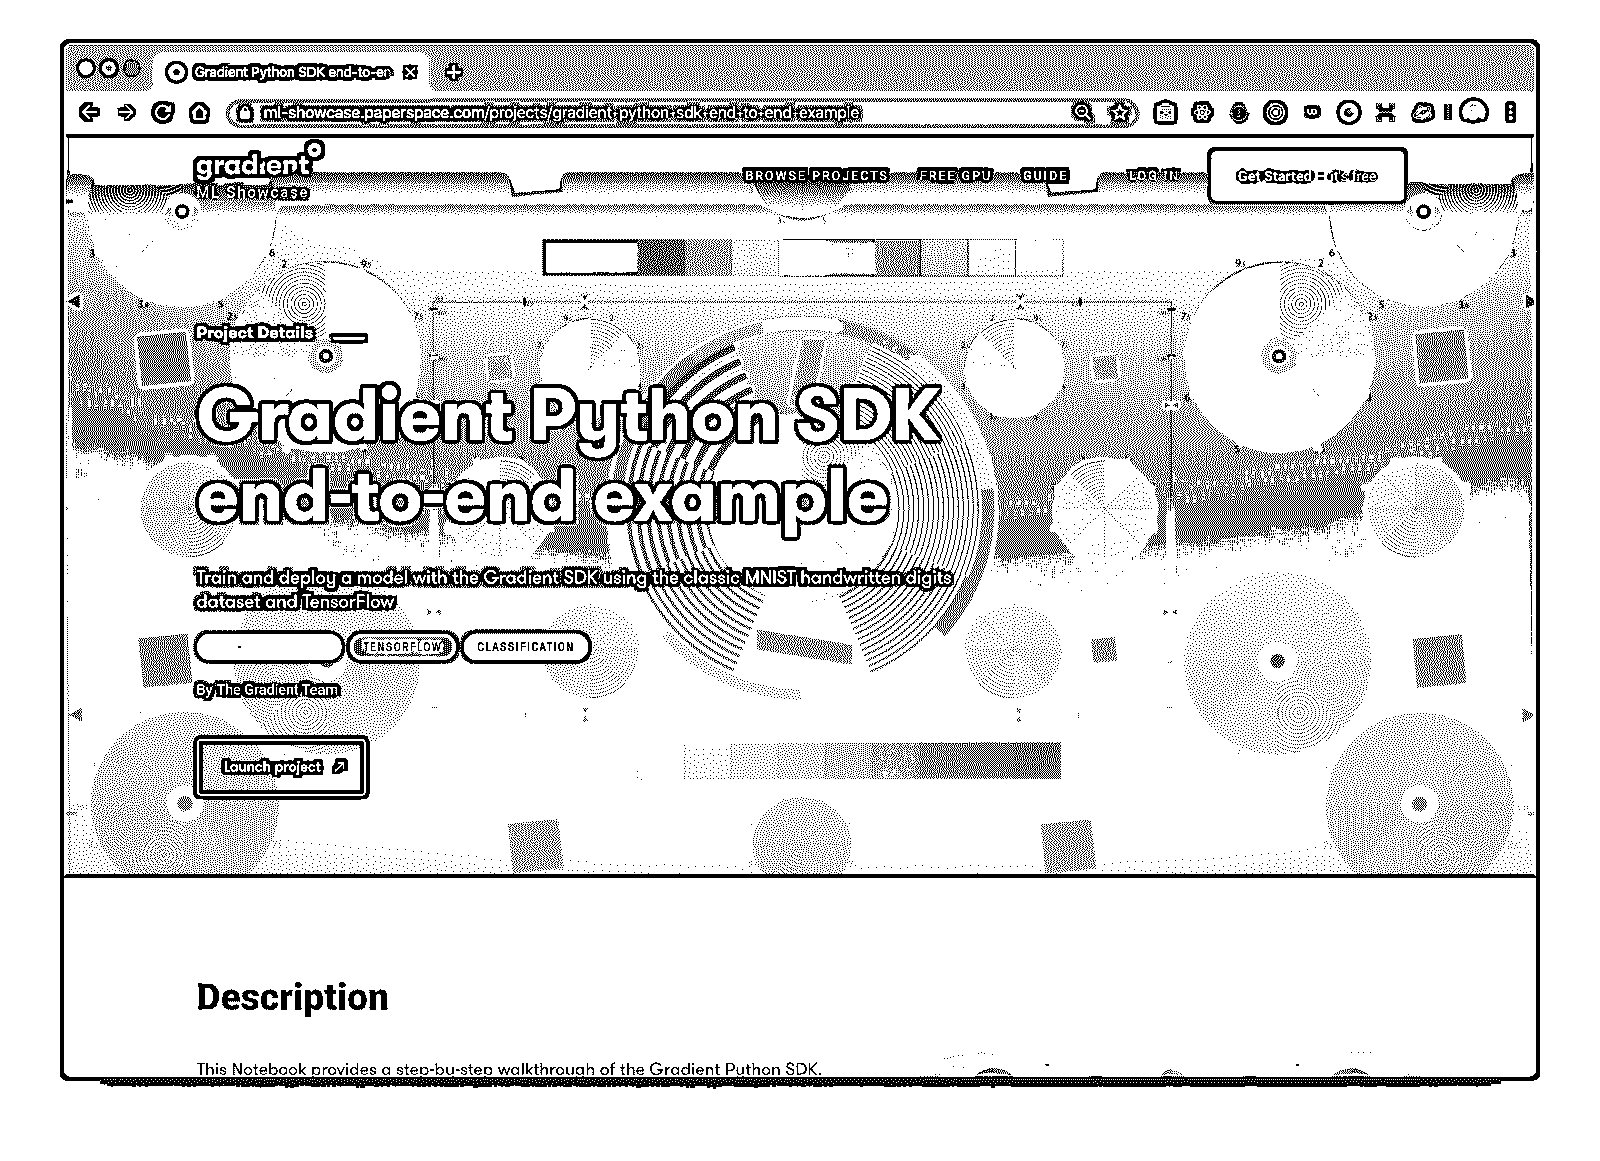 Gradient Python SDK end-to-en
ml-showcase.paperspace.com/projects/gradient-python-sdk-end-to-end-example
gradient
ML Showcase
BROWSE PROJECTS FREE GPU GUIDE LOG IN Get Started - it's free
Project Details
Gradient Python SDK
end-to-end example
Train and deploy a model with the Gradient SDK using the classic MNIST handwritten digits
dataset and TensorFlow
TENSORFLOW CLASSIFICATION
By The Gradient Team
Launch project
Description
This Notebook provides a step-by-step walkthrough of the Gradient Python SDK.